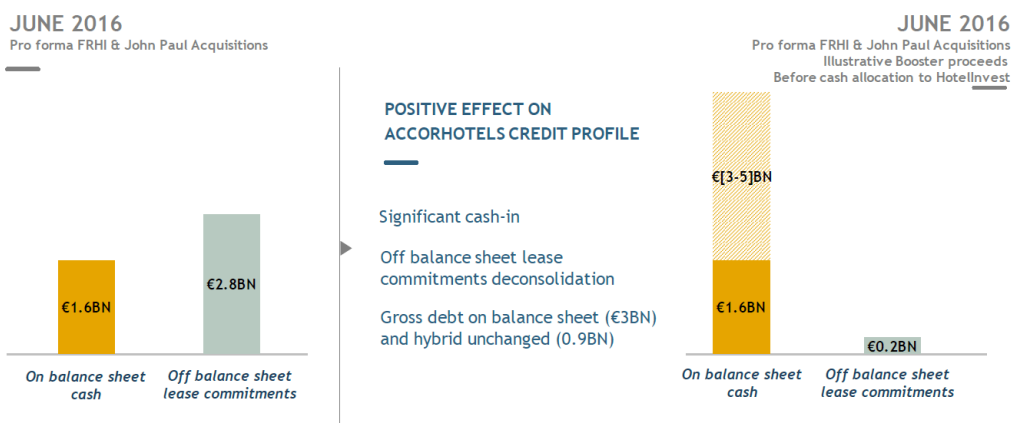 JUNE 2016
Pro forma FRHI & John Paul Acquisitions
€1.6BN
€2.8BN
On balance sheet
cash
Off balance sheet
lease commitments
POSITIVE EFFECT ON
ACCORHOTELS CREDIT PROFILE
Significant cash-in
Off balance sheet lease
commitments deconsolidation
Gross debt on balance sheet (€3BN)
and hybrid unchanged (0.9BN)
JUNE 2016
Pro forma FRHI & John Paul Acquisitions
Illustrative Booster proceeds
Before cash allocation to HotelInvest
€[3-5]BN
€1.6BN
€0.2BN
On balance sheet
cash
Off balance sheet
lease commitments